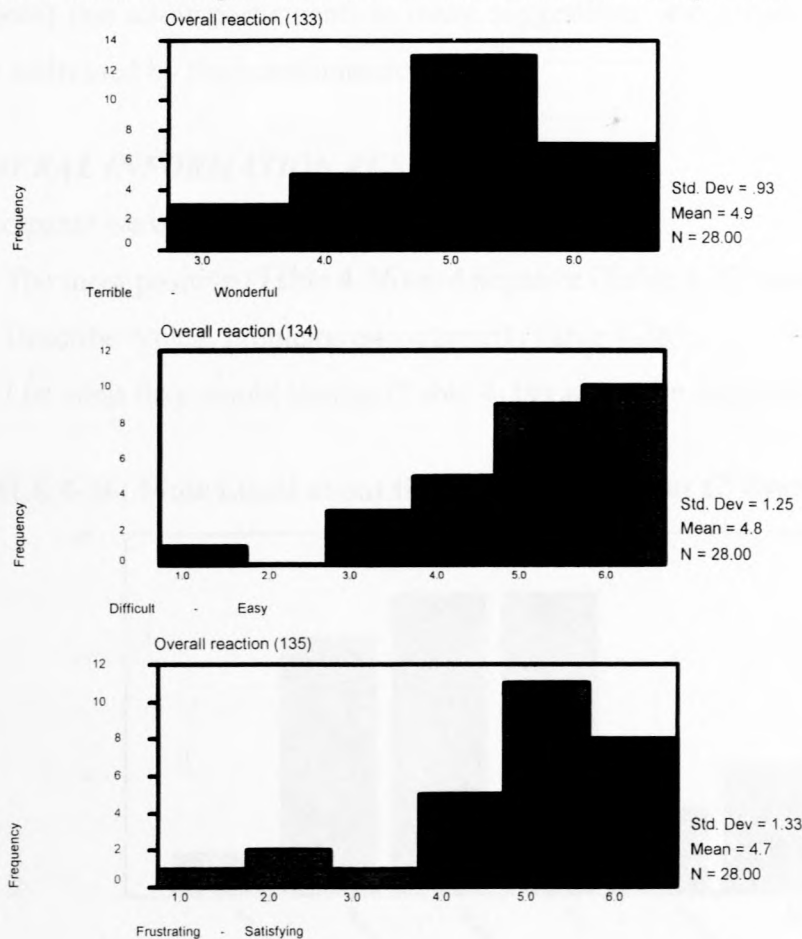 Overall reaction (133)
14
12
10
8
6
4
2
0
Frequency
3.0 4.0 5.0 6.0
Std. Dev = .93
Mean = 4.9
N = 28.00
Terrible - Wonderful
Overall reaction (134)
12
10
8
6
4
2
0
Frequency
1.0 2.0 3.0 4.0 5.0 6.0
Std. Dev = 1.25
Mean = 4.8
N = 28.00
Difficult - Easy
Overall reaction (135)
12
10
8
6
4
2
0
Frequency
1.0 2.0 3.0 4.0 5.0 6.0
Std. Dev = 1.33
Mean = 4.7
N = 28.00
Frustrating - Satisfying